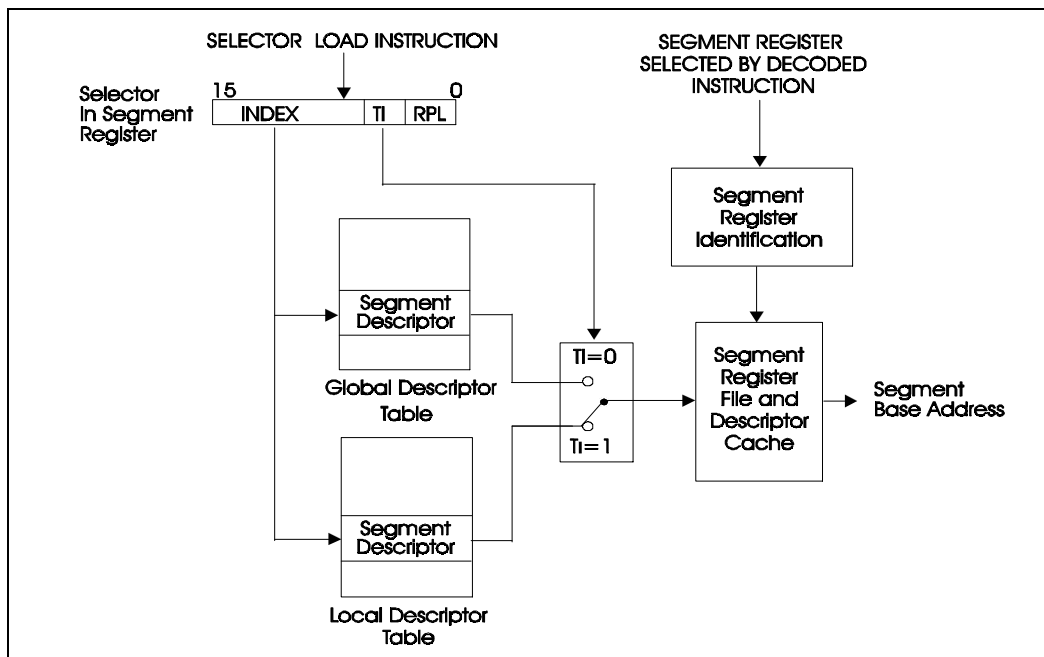 SELECTOR LOAD INSTRUCTION
SEGMENT REGISTER
SELECTED BY DECODED
INSTRUCTION
Selector
In Segment
Register
15
0
INDEX
TI
RPL
Segment
Register
Identification
Segment
Descriptor
Global Descriptor
Table
TI=0
TI=1
Segment
Register
File and
Descriptor
Cache
Segment
Base Address
Segment
Descriptor
Local Descriptor
Table